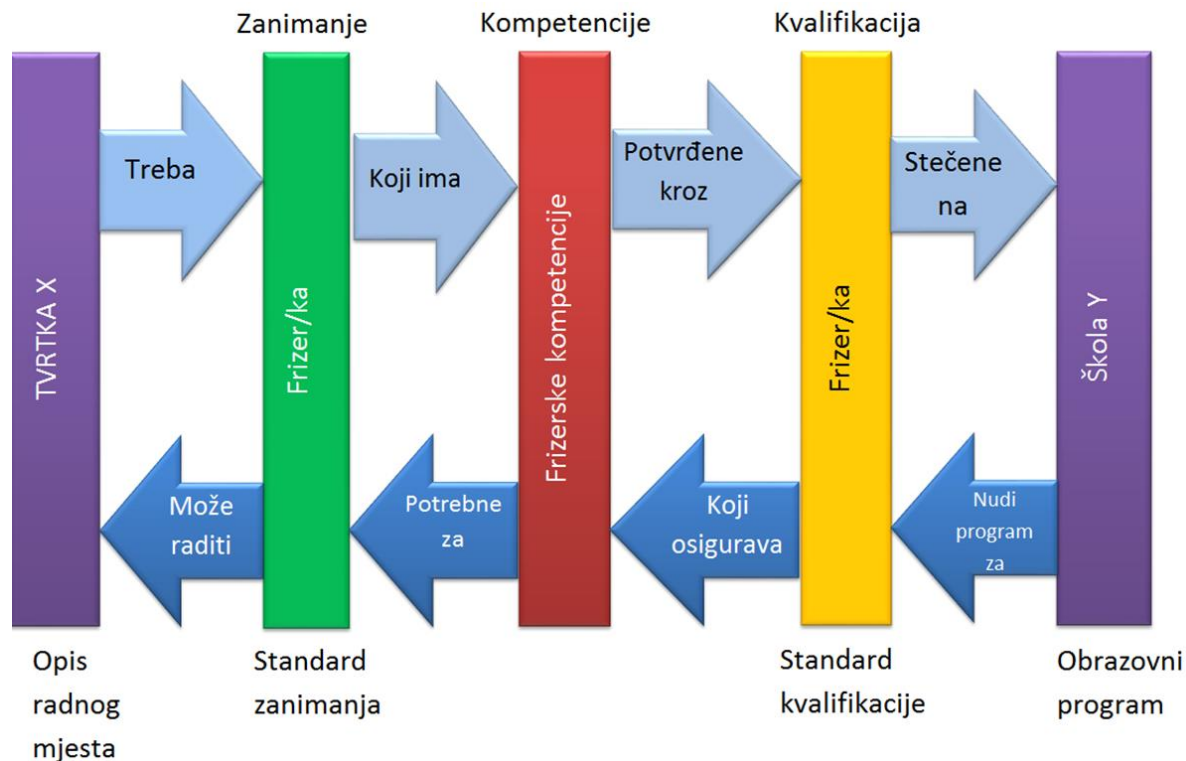 Zanimanje
Kompetencije
Kvalifikacija
TVRTKA X
Treba
Frizer/ka
Koji ima
Frizerske kompetencije
Potvrđene
kroz
Frizer/ka
Stečene
na
Škola Y
Može
raditi
Potrebne
za
Koji
osigurava
Nudi
program
za
Opis
radnog
mjesta
Standard
zanimanja
Standard
kvalifikacije
Obrazovni
program